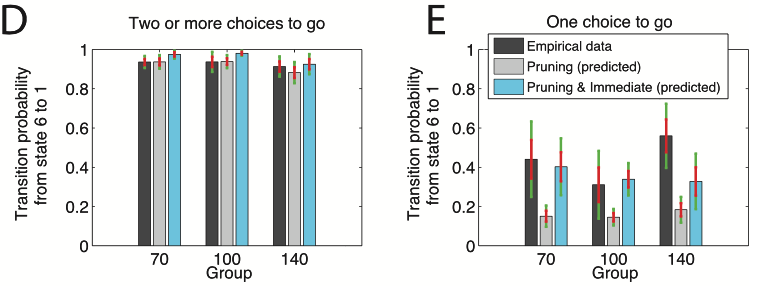 D
Two or more choices to go
Transition probability
from state 6 to 1
1
0.8
0.6
0.4
0.2
0
70
100
140
Group
E
One choice to go
Transition probability
from state 6 to 1
1
0.8
0.6
0.4
0.2
0
Empirical data
Pruning (predicted)
Pruning & Immediate (predicted)
70
100
140
Group